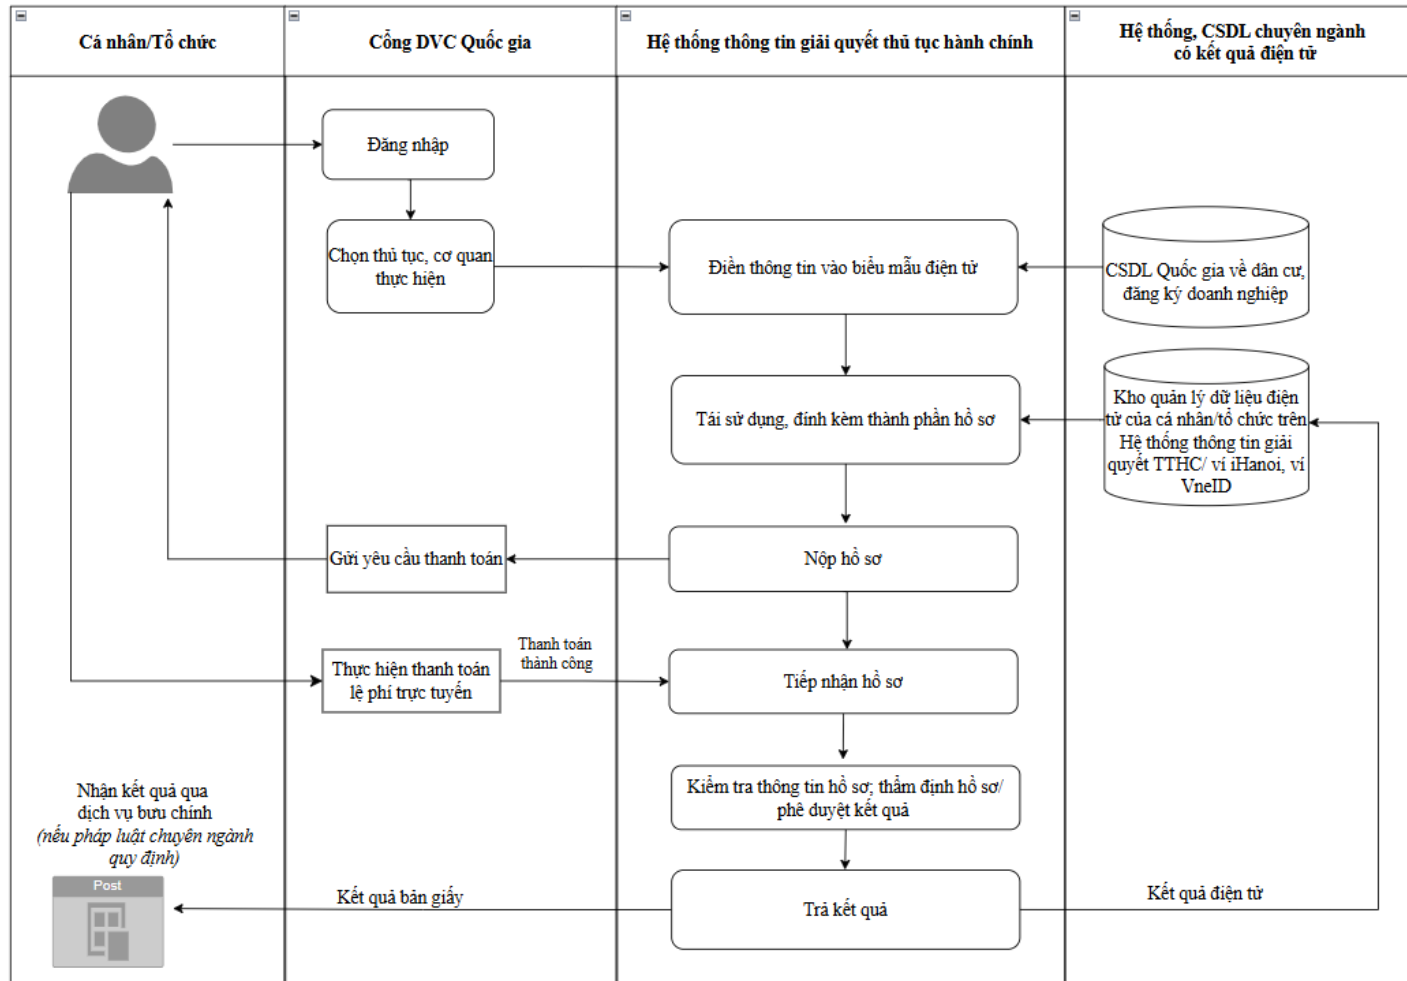 Cá nhân/Tổ chức
Cổng DVC Quốc gia
Hệ thống thông tin giải quyết thủ tục hành chính
Hệ thống, CSDL chuyên ngành
có kết quả điện tử
Đăng nhập
Chọn thủ tục, cơ quan
thực hiện
Điền thông tin vào biểu mẫu điện tử
CSDL Quốc gia về dân cư,
đăng ký doanh nghiệp
Tái sử dụng, đính kèm thành phần hồ sơ
Kho quản lý dữ liệu điện
tử của cá nhân/tổ chức trên
Hệ thống thông tin giải
quyết TTHC/ ví iHanoi, ví
VneID
Gửi yêu cầu thanh toán
Nộp hồ sơ
Thực hiện thanh toán
lệ phí trực tuyến
Thanh toán
thành công
Tiếp nhận hồ sơ
Kiểm tra thông tin hồ sơ; thẩm định hồ sơ/
phê duyệt kết quả
Nhận kết quả qua
dịch vụ bưu chính
(nếu pháp luật chuyên ngành
quy định)
Post
Kết quả bản giấy
Trả kết quả
Kết quả điện tử